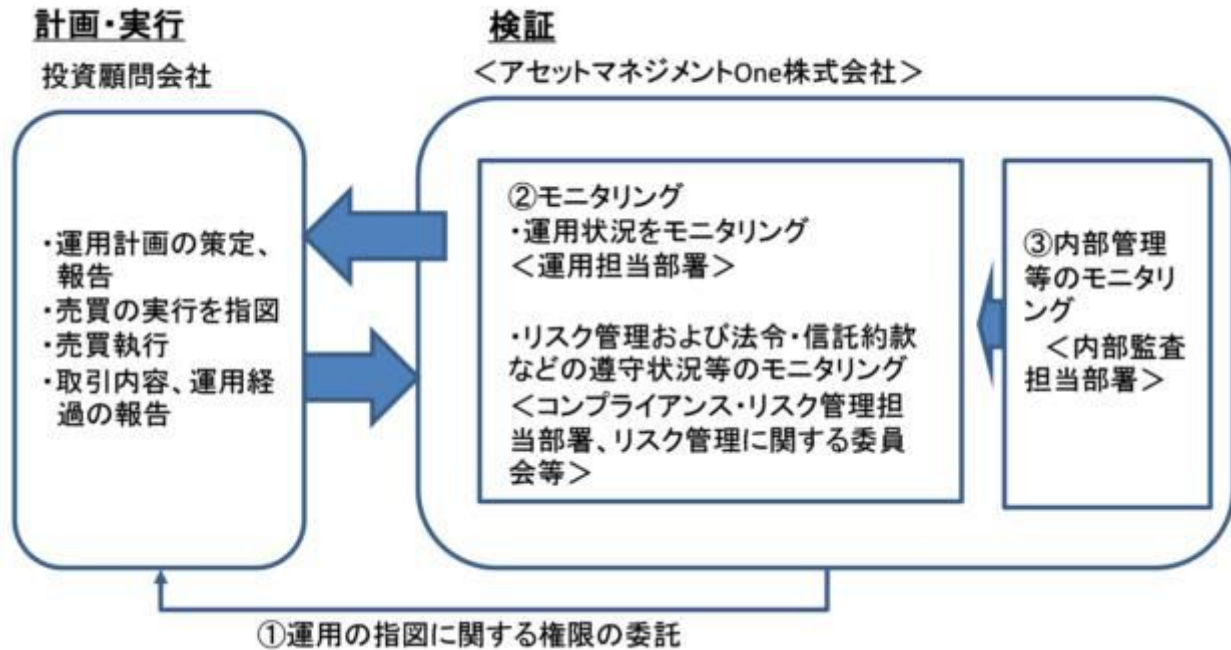 計画・実行
投資顧問会社
・運用計画の策定、
報告
・売買の実行を指図
・売買執行
・取引内容、運用経
過の報告
検証
＜アセットマネジメントOne株式会社＞
②モニタリング
・運用状況をモニタリング
＜運用担当部署＞
・リスク管理および法令・信託約款
などの遵守状況等のモニタリング
＜コンプライアンス・リスク管理担
当部署、リスク管理に関する委員
会等＞
③内部管理
等のモニタリ
ング
＜内部監査
担当部署＞
①運用の指図に関する権限の委託